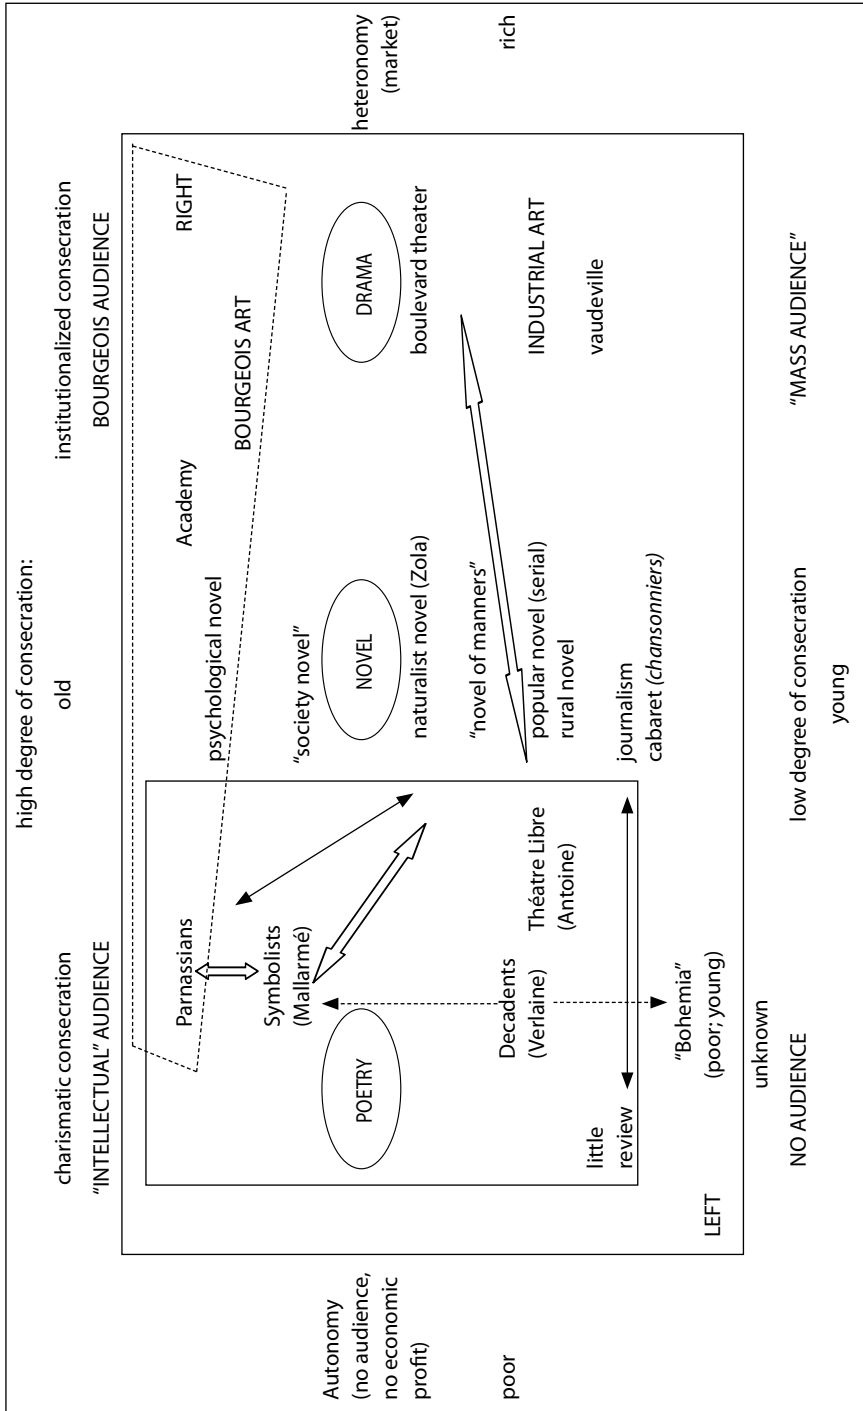 high degree of consecration:
charismatic consecration
old
institutionalized consecration
“INTELLECTUAL” AUDIENCE
BOURGEOIS AUDIENCE
Parnassians
Academy
RIGHT
psychological novel
BOURGEOIS ART
Symbolists
(Mallarmé)
“society novel”
Autonomy
(no audience,
no economic
profit)
POETRY
NOVEL
DRAMA
heteronomy
(market)
naturalist novel (Zola)
boulevard theater
poor
Decadents
(Verlaine)
Théatre Libre
(Antoine)
“novel of manners”
popular novel (serial)
rural novel
INDUSTRIAL ART
rich
little
review
journalism
cabaret (chansonniers)
vaudeville
LEFT
“Bohemia”
(poor; young)
unknown
NO AUDIENCE
low degree of consecration
young
“MASS AUDIENCE”